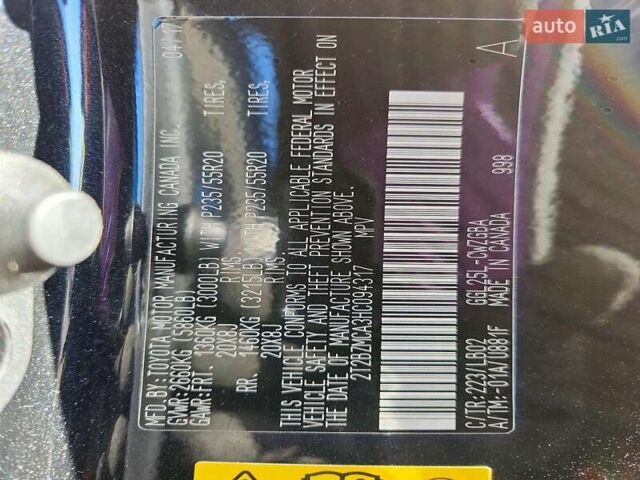 auto RIA.com
MFD. BY TOYOTA MOTOR MANUFACTURING CANADA INC. 04/17
GVWR: 2660KG (5860LB)
GAWR:FRT. 1360KG (3000LB) WITH P235/55R20 TIRES,
20X8J RIMS.
RR. 1460KG (3215LB) WITH P235/55R20 TIRES,
20X8J RIMS.
THIS VEHICLE CONFORMS TO ALL APPLICABLE FEDERAL MOTOR
VEHICLE SAFETY AND THEFT PREVENTION STANDARDS IN EFFECT ON
THE DATE OF MANUFACTURE SHOWN ABOVE.
2T2BZMCA3HC094317 MPV
A
C/TR:223/LB02 GGL25L-CWZGBA 998
A/TM:-01A/U881F MADE IN CANADA